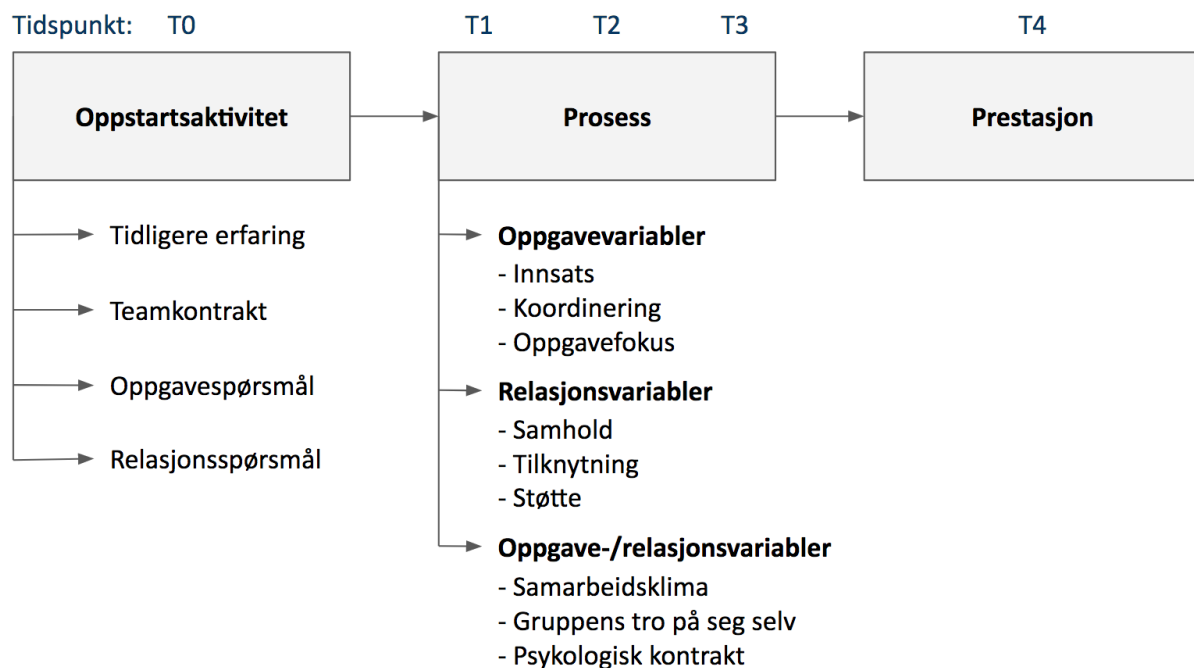 Tidspunkt: T0 T1 T2 T3 T4
Oppstartsaktivitet
Prosess
Prestasjon
Tidligere erfaring
Teamkontrakt
Oppgavespørsmål
Relasjonsspørsmål
Oppgavevariabler
- Innsats
- Koordinering
- Oppgavefokus
Relasjonsvariabler
- Samhold
- Tilknytning
- Støtte
Oppgave-/relasjonsvariabler
- Samarbeidsklima
- Gruppens tro på seg selv
- Psykologisk kontrakt